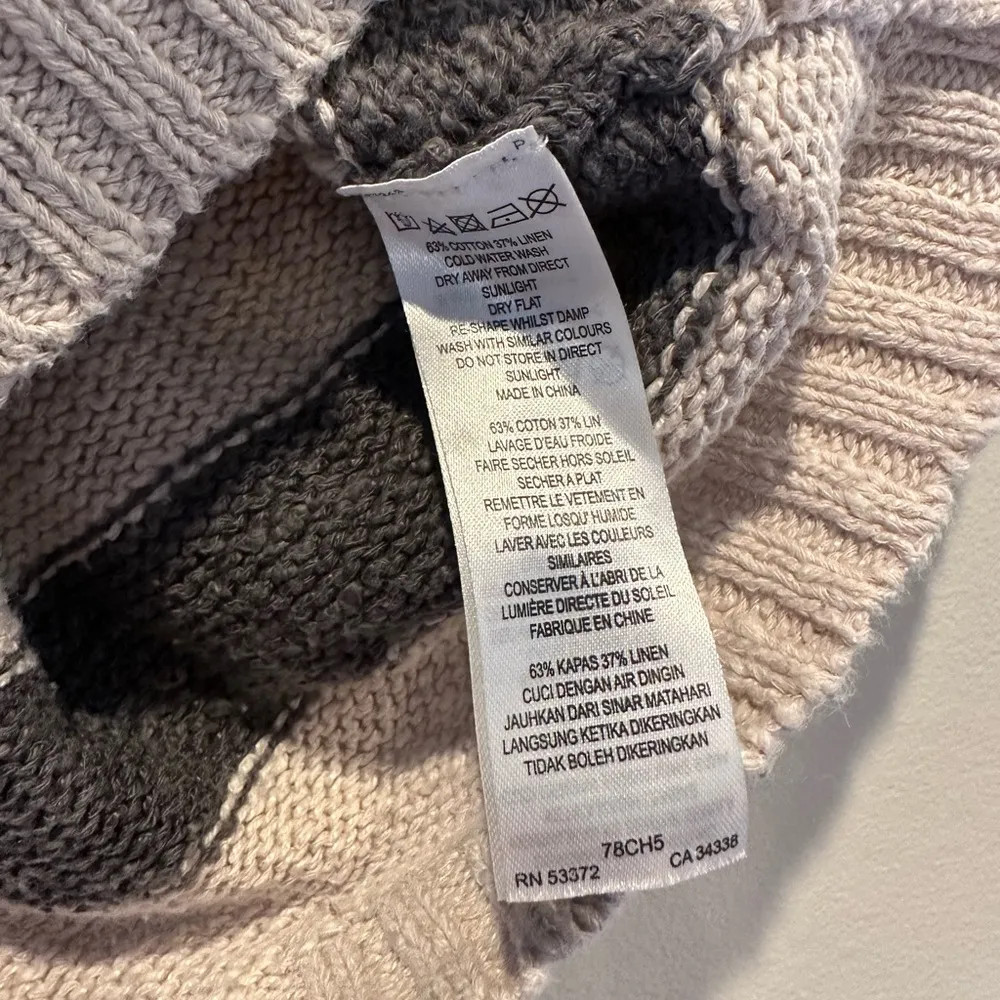 P
63% COTTON 37% LINEN
COLD WATER WASH
DRY AWAY FROM DIRECT
SUNLIGHT
DRY FLAT
RE-SHAPE WHILST DAMP
WASH WITH SIMILAR COLOURS
DO NOT STORE IN DIRECT
SUNLIGHT
MADE IN CHINA
63% COTON 37% LIN
LAVAGE D'EAU FROIDE
FAIRE SECHER HORS SOLEIL
SECHER A PLAT
REMETTRE LE VETEMENT EN
FORME LOSQU' HUMIDE
LAVER AVEC LES COULEURS
SIMILAIRES
CONSERVER À L'ABRI DE LA
LUMIÈRE DIRECTE DU SOLEIL
FABRIQUE EN CHINE
63% KAPAS 37% LINEN
CUCI DENGAN AIR DINGIN
JAUHKAN DARI SINAR MATAHARI
LANGSUNG KETIKA DIKERINGKAN
TIDAK BOLEH DIKERINGKAN
78CH5
RN 53372 CA 34338